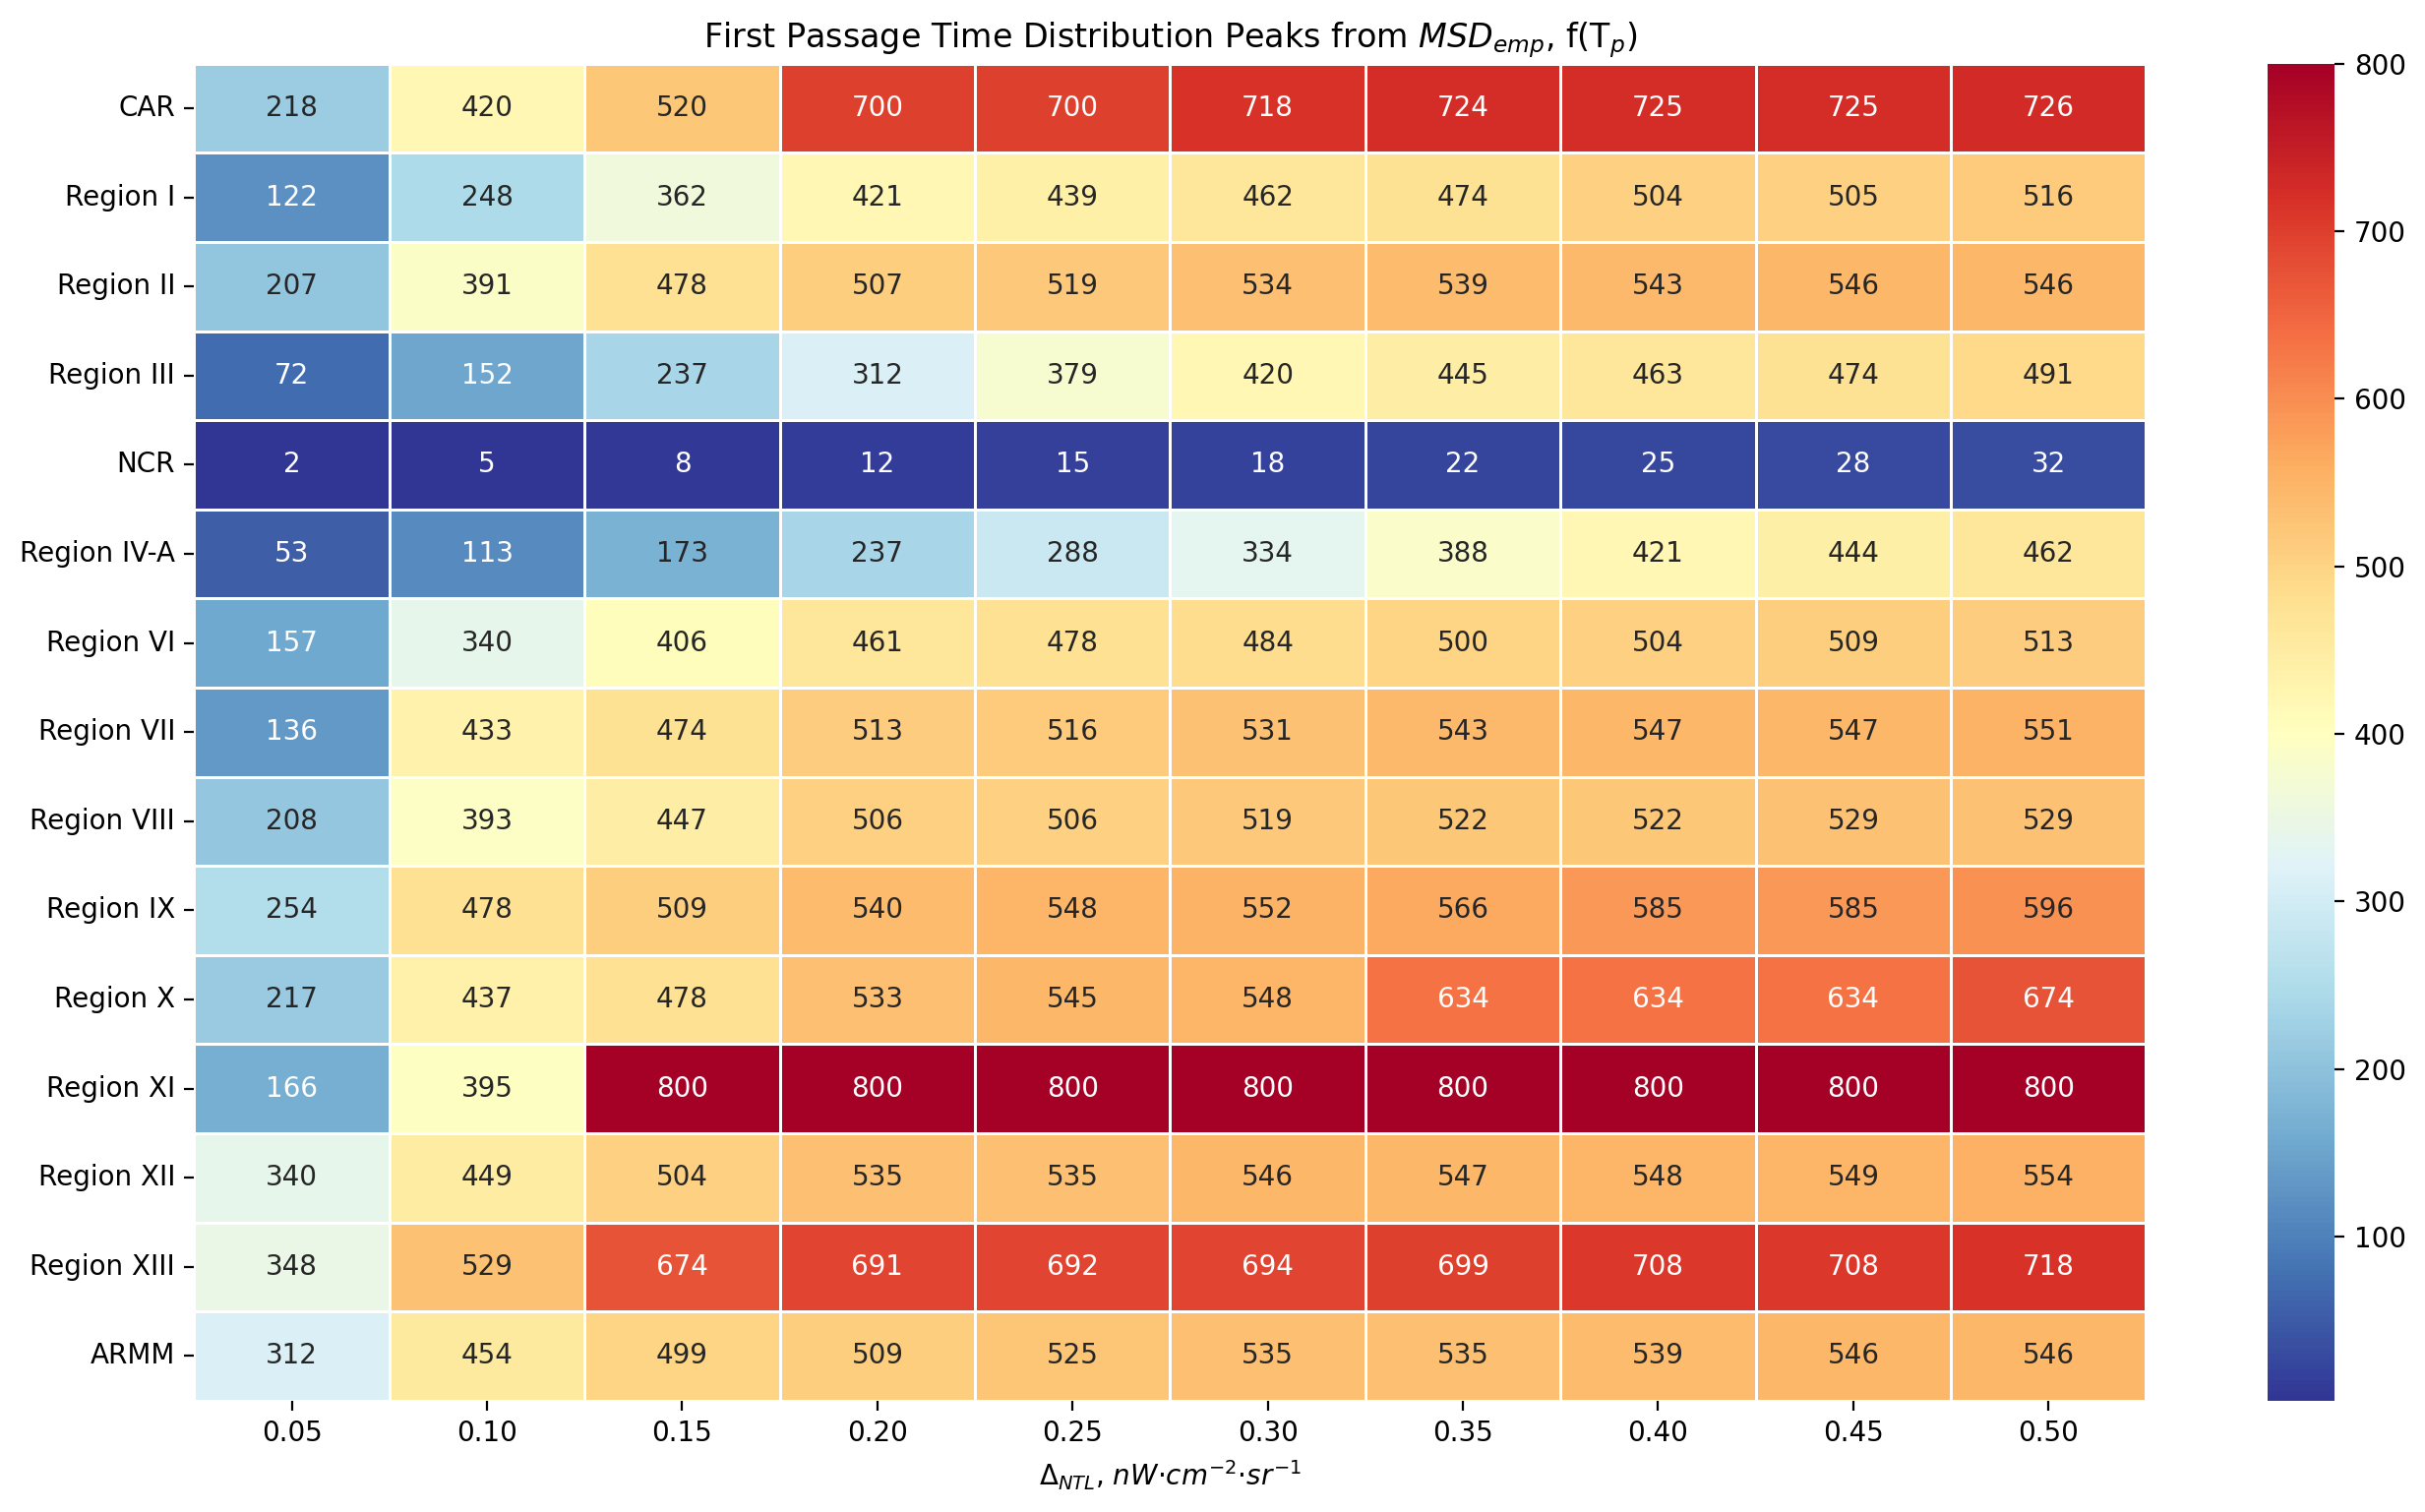 First Passage Time Distribution Peaks from MSD_emp, f(T_p)
CAR 218 420 520 700 700 718 724 725 725 726
Region I 122 248 362 421 439 462 474 504 505 516
Region II 207 391 478 507 519 534 539 543 546 546
Region III 72 152 237 312 379 420 445 463 474 491
NCR 2 5 8 12 15 18 22 25 28 32
Region IV-A 53 113 173 237 288 334 388 421 444 462
Region VI 157 340 406 461 478 484 500 504 509 513
Region VII 136 433 474 513 516 531 543 547 547 551
Region VIII 208 393 447 506 506 519 522 522 529 529
Region IX 254 478 509 540 548 552 566 585 585 596
Region X 217 437 478 533 545 548 634 634 634 674
Region XI 166 395 800 800 800 800 800 800 800 800
Region XII 340 449 504 535 535 546 547 548 549 554
Region XIII 348 529 674 691 692 694 699 708 708 718
ARMM 312 454 499 509 525 535 535 539 546 546
0.05 0.10 0.15 0.20 0.25 0.30 0.35 0.40 0.45 0.50
Δ_NTL, nW·cm⁻²·sr⁻¹
800
700
600
500
400
300
200
100